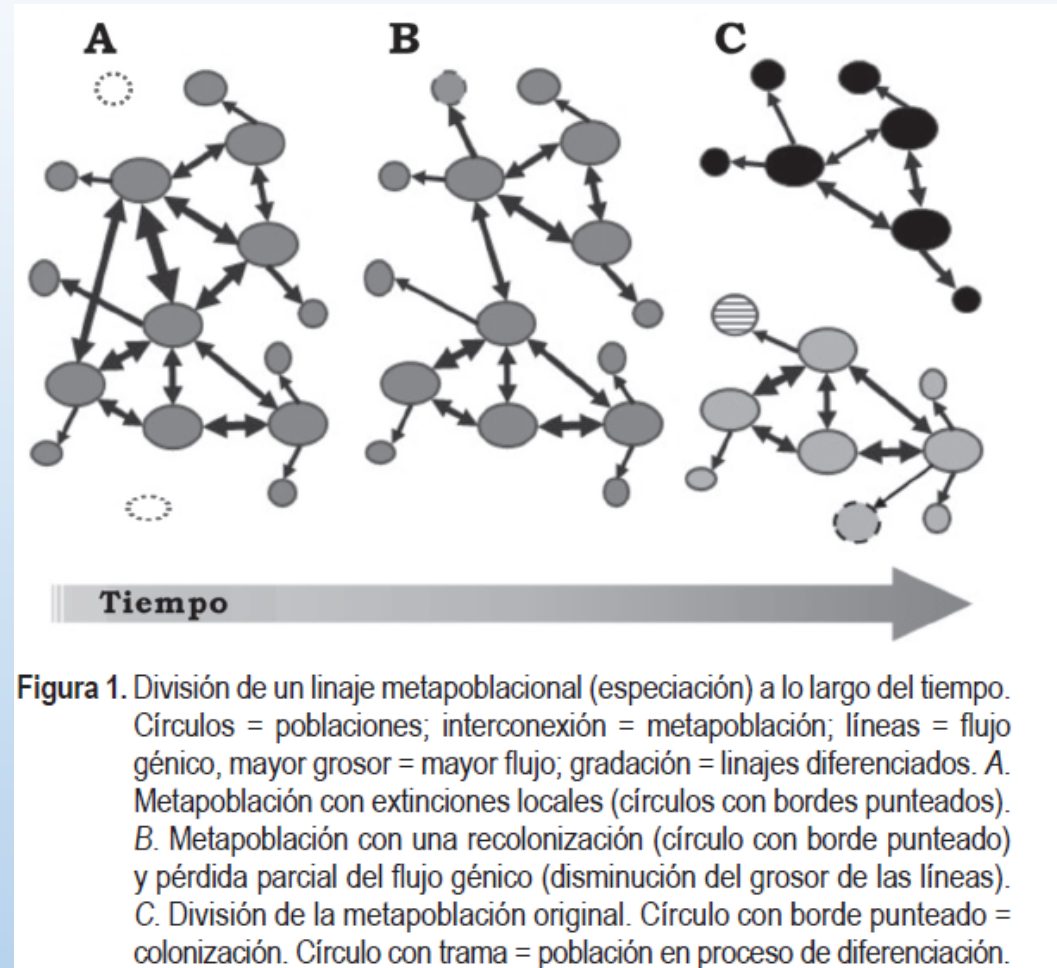 A B C
Tiempo
Figura 1. División de un linaje metapoblacional (especiación) a lo largo del tiempo.
Círculos = poblaciones; interconexión = metapoblación; líneas = flujo
génico, mayor grosor = mayor flujo; gradación = linajes diferenciados. A.
Metapoblación con extinciones locales (círculos con bordes punteados).
B. Metapoblación con una recolonización (círculo con borde punteado)
y pérdida parcial del flujo génico (disminución del grosor de las líneas).
C. División de la metapoblación original. Círculo con borde punteado =
colonización. Círculo con trama = población en proceso de diferenciación.